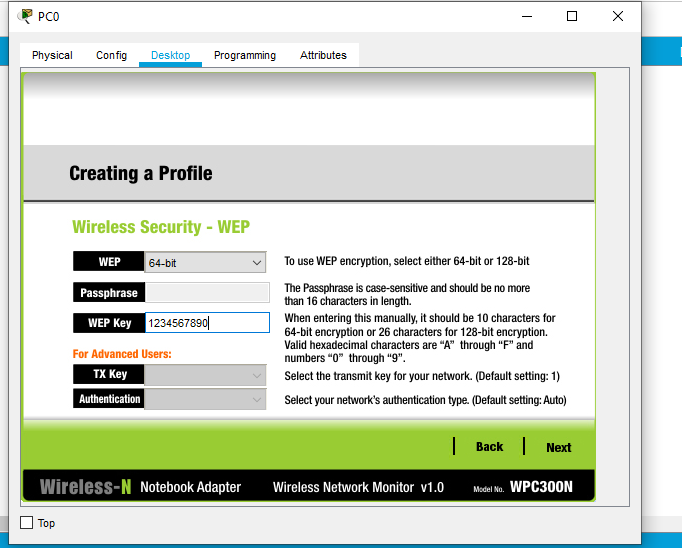 PC0
Physical Config Desktop Programming Attributes
Creating a Profile
Wireless Security - WEP
WEP 64-bit To use WEP encryption, select either 64-bit or 128-bit
Passphrase The Passphrase is case-sensitive and should be no more
than 16 characters in length.
WEP Key 1234567890 When entering this manually, it should be 10 characters for
64-bit encryption or 26 characters for 128-bit encryption.
Valid hexadecimal characters are “A” through “F” and
numbers “0” through “9”.
For Advanced Users:
TX Key Select the transmit key for your network. (Default setting: 1)
Authentication Select your network’s authentication type. (Default setting: Auto)
Back Next
Wireless-N Notebook Adapter Wireless Network Monitor v1.0 Model No. WPC300N
Top